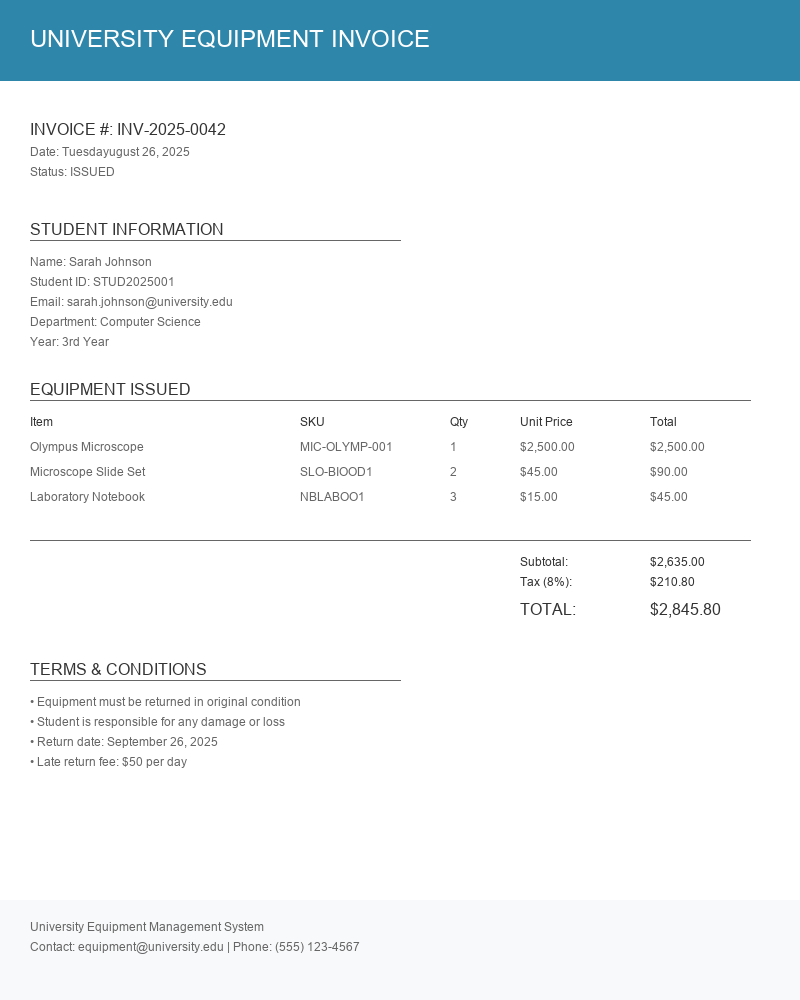 UNIVERSITY EQUIPMENT INVOICE
INVOICE #: INV-2025-0042
Date: Tuesdayugust 26, 2025
Status: ISSUED
STUDENT INFORMATION
Name: Sarah Johnson
Student ID: STUD2025001
Email: sarah.johnson@university.edu
Department: Computer Science
Year: 3rd Year
EQUIPMENT ISSUED
Item SKU Qty Unit Price Total
Olympus Microscope MIC-OLYMP-001 1 $2,500.00 $2,500.00
Microscope Slide Set SLO-BIOOD1 2 $45.00 $90.00
Laboratory Notebook NBLABOO1 3 $15.00 $45.00
Subtotal: $2,635.00
Tax (8%): $210.80
TOTAL: $2,845.80
TERMS & CONDITIONS
• Equipment must be returned in original condition
• Student is responsible for any damage or loss
• Return date: September 26, 2025
• Late return fee: $50 per day
University Equipment Management System
Contact: equipment@university.edu | Phone: (555) 123-4567